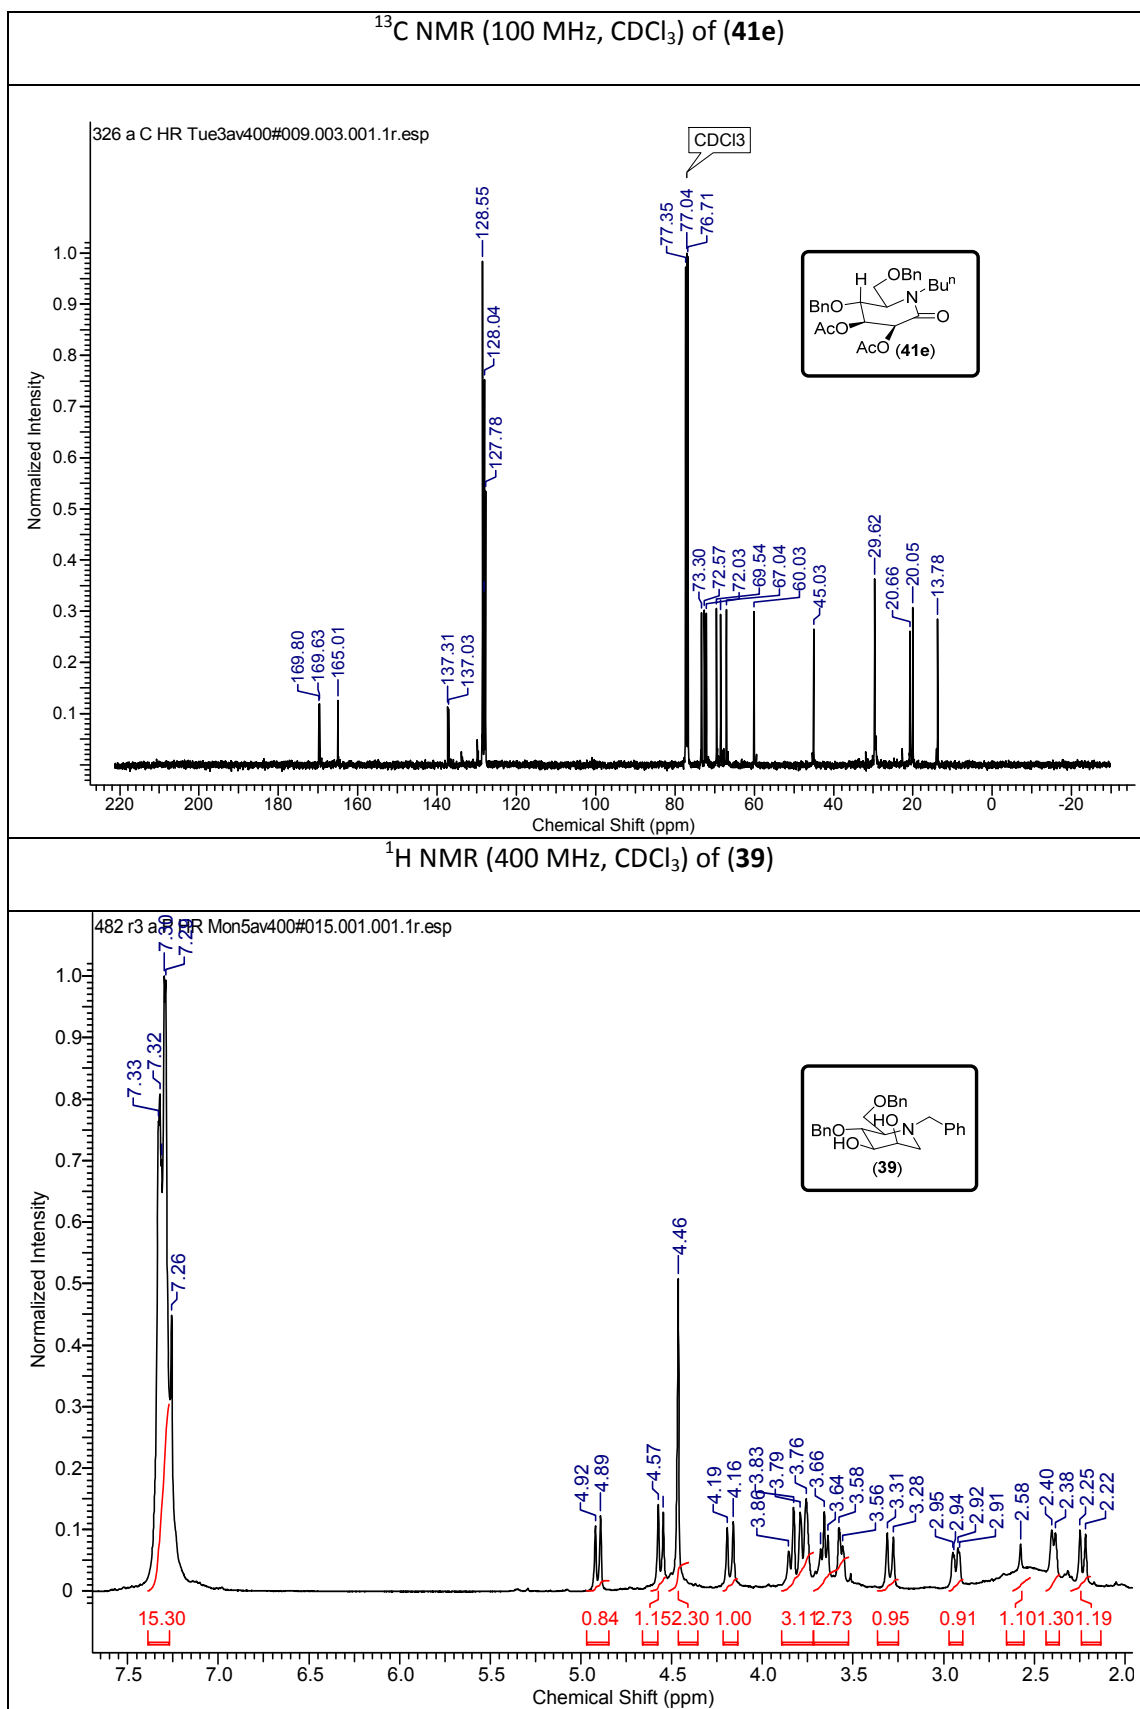 ¹³C NMR (100 MHz, CDCl₃) of (41e)
326 a C HR Tue3av400#009.003.001.1r.esp
CDCl3
Normalized Intensity
1.0
0.9
0.8
0.7
0.6
0.5
0.4
0.3
0.2
0.1
169.80
169.63
165.01
137.31
137.03
128.55
128.04
127.78
77.35
77.04
76.71
73.30
72.57
72.03
69.54
67.04
60.03
45.03
29.62
20.66
20.05
13.78
OBn
H
N
Buⁿ
BnO
O
AcO
AcO (41e)
220 200 180 160 140 120 100 80 60 40 20 0 -20
Chemical Shift (ppm)
¹H NMR (400 MHz, CDCl₃) of (39)
482 r3 a HR Mon5av400#015.001.001.1r.esp
Normalized Intensity
1.0
0.9
0.8
0.7
0.6
0.5
0.4
0.3
0.2
0.1
0
7.33
7.32
7.30
7.29
7.26
4.92
4.89
4.57
4.46
4.19
4.16
3.86
3.83
3.79
3.76
3.66
3.64
3.58
3.56
3.31
3.28
2.95
2.94
2.92
2.91
2.58
2.40
2.38
2.25
2.22
OBn
HO
BnO
N
Ph
HO
(39)
15.30 0.84 1.15 2.30 1.00 3.11 2.73 0.95 0.91 1.10 1.30 1.19
7.5 7.0 6.5 6.0 5.5 5.0 4.5 4.0 3.5 3.0 2.5 2.0
Chemical Shift (ppm)